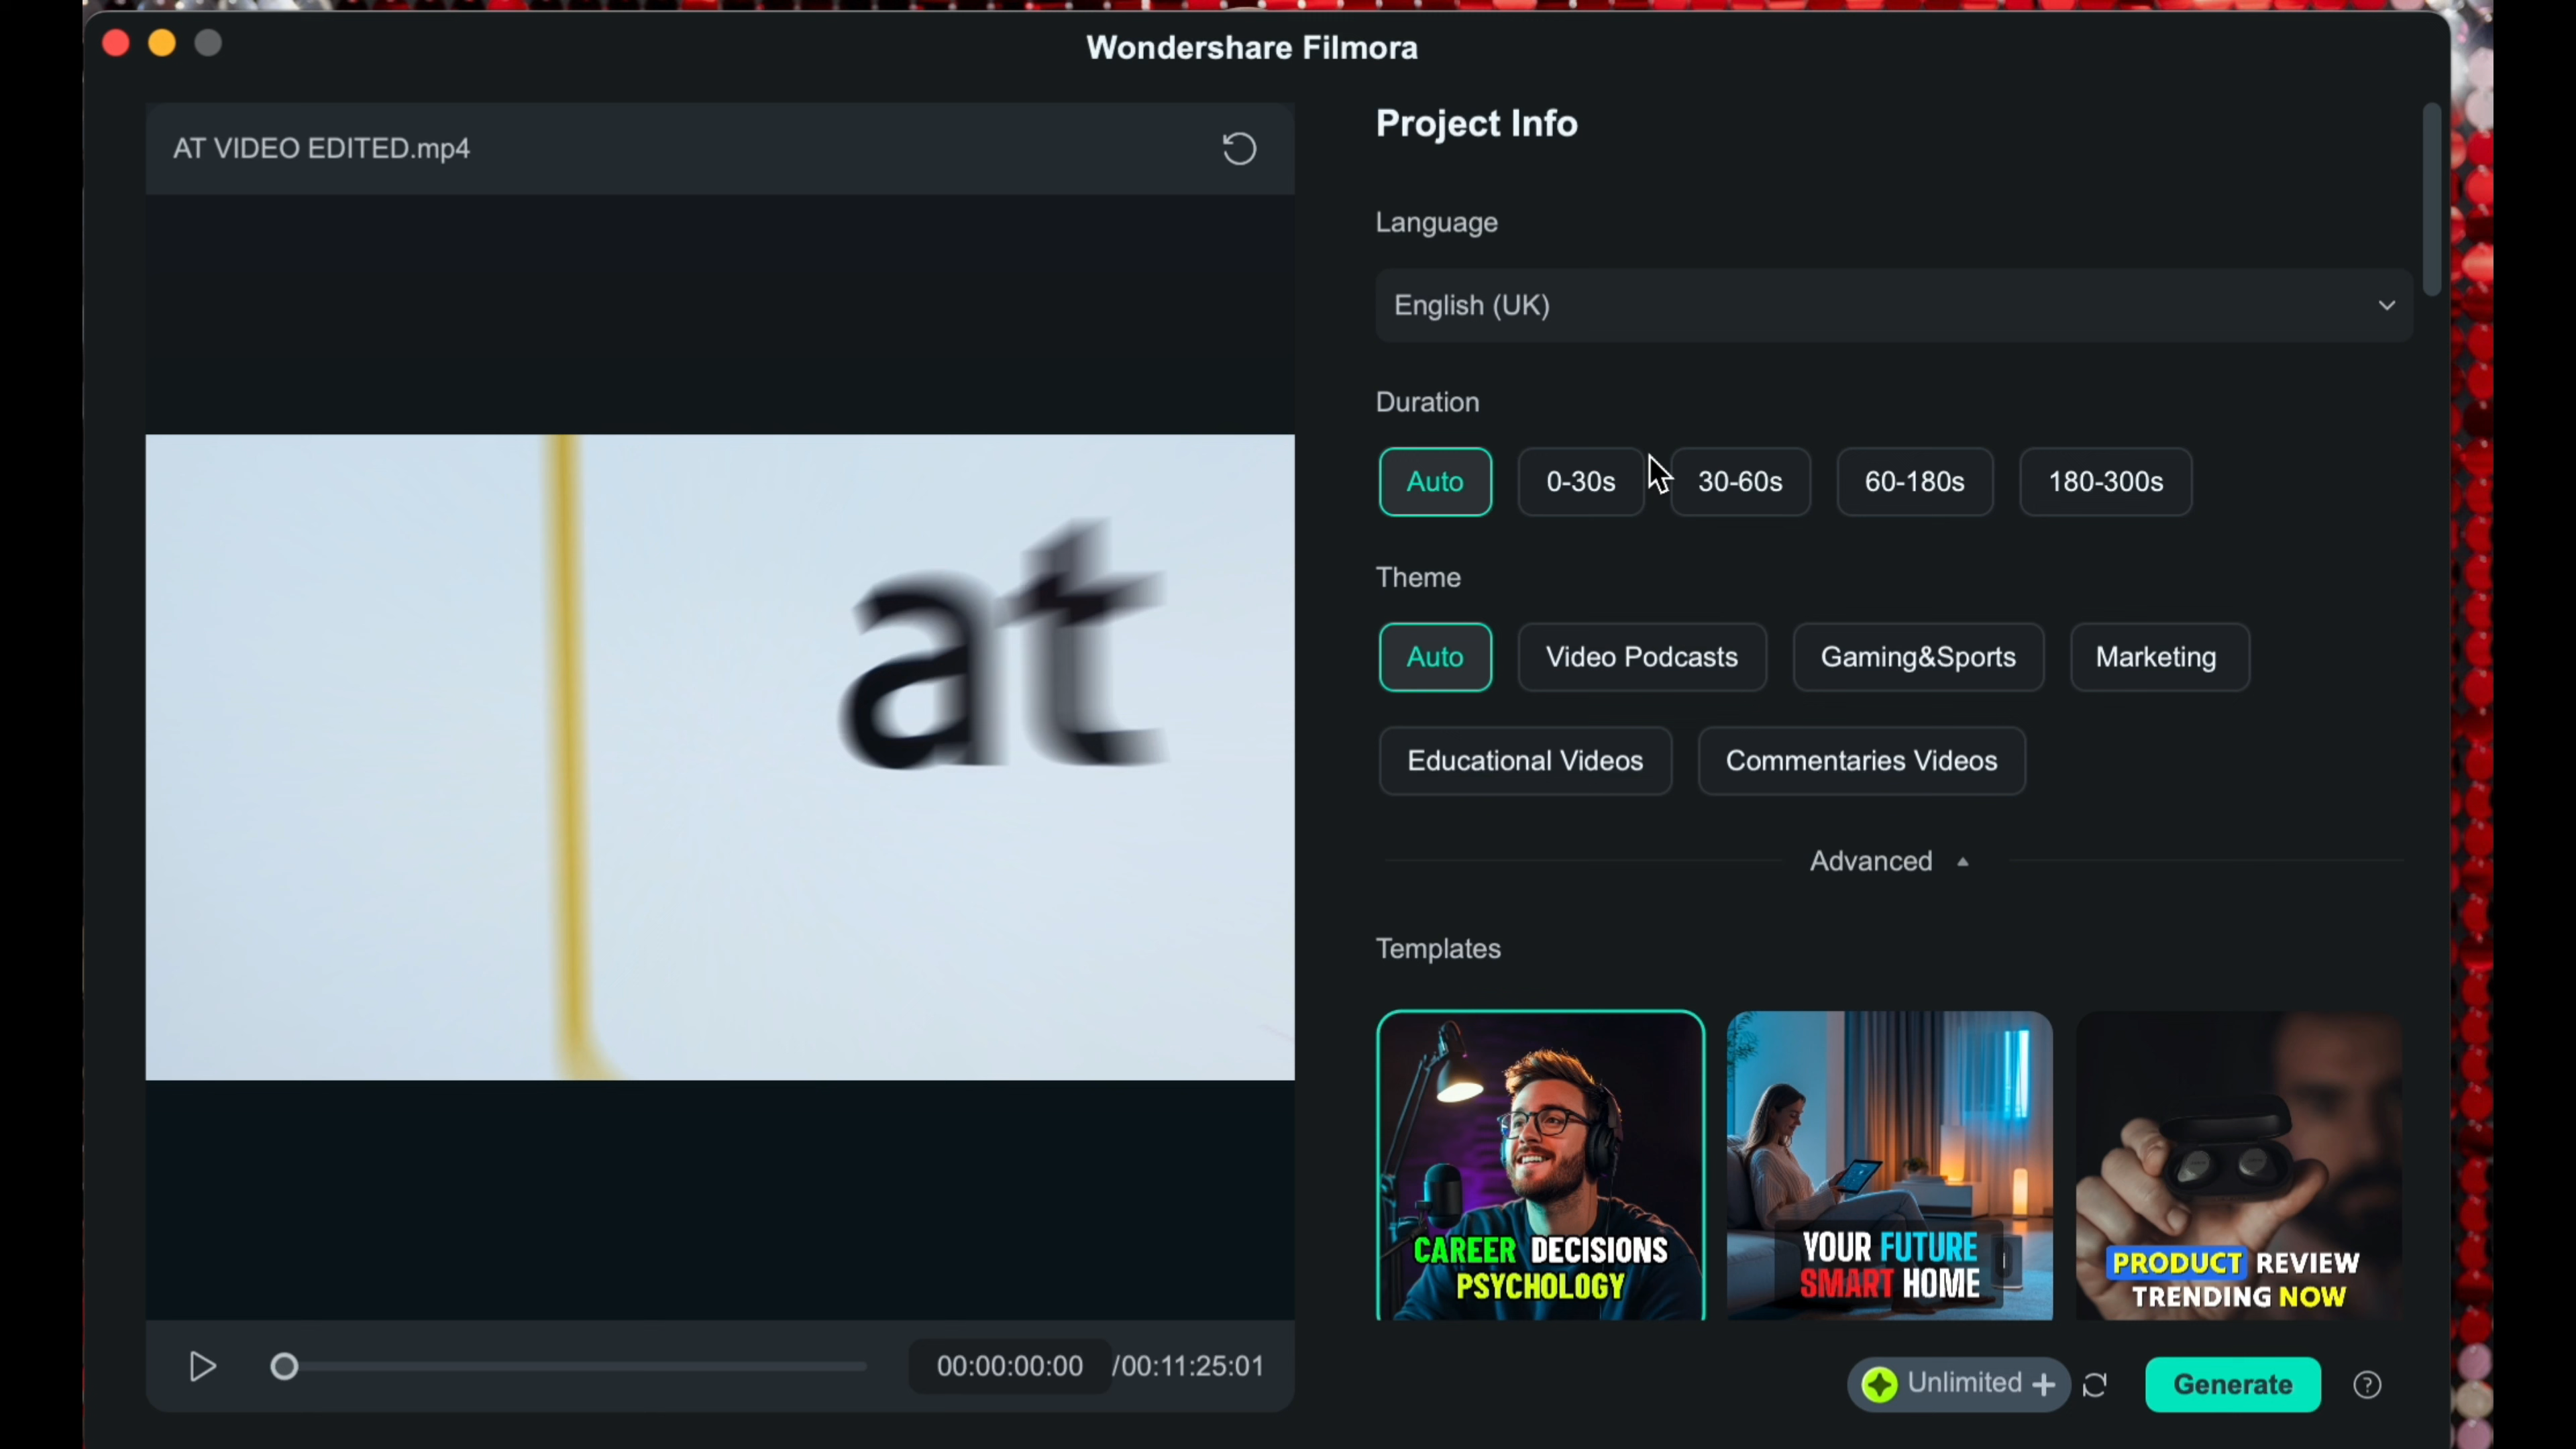 Wondershare Filmora
AT VIDEO EDITED.mp4
at
00:00:00:00 /00:11:25:01
Project Info
Language
English (UK)
Duration
Auto 0-30s 30-60s 60-180s 180-300s
Theme
Auto Video Podcasts Gaming&Sports Marketing
Educational Videos Commentaries Videos
Advanced
Templates
CAREER DECISIONS
PSYCHOLOGY
YOUR FUTURE
SMART HOME
PRODUCT REVIEW
TRENDING NOW
Unlimited +
Generate
?